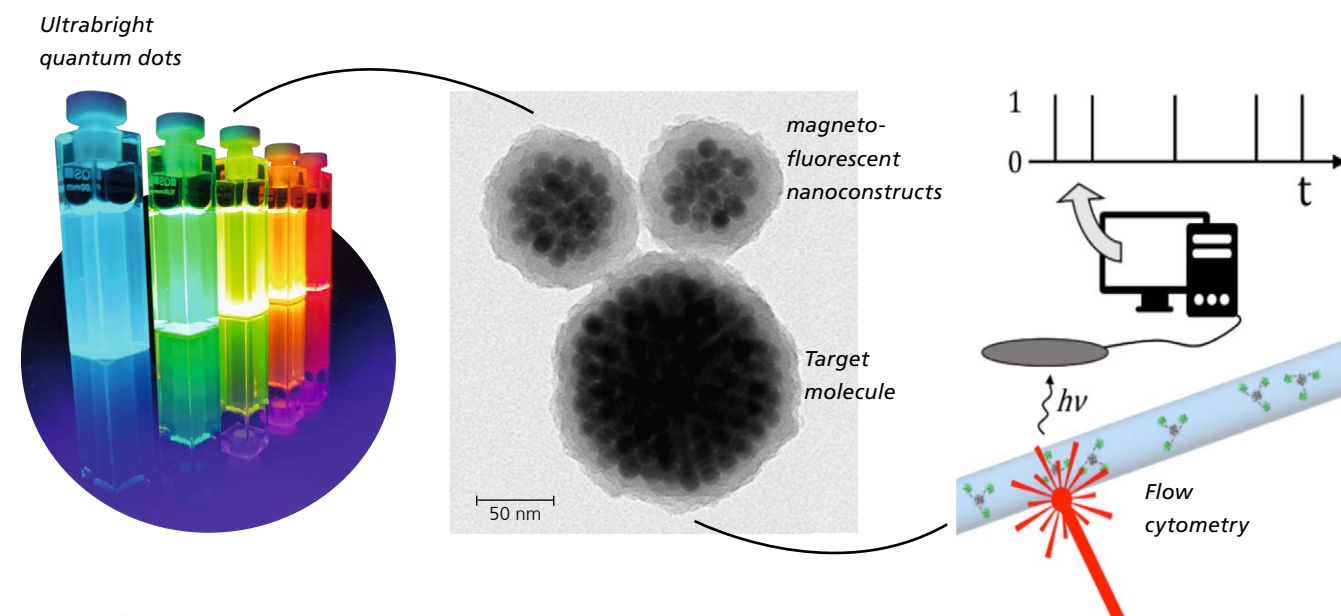 Ultrabright
quantum dots
magneto-
fluorescent
nanoconstructs
Target
molecule
50 nm
1
0
t
hν
Flow
cytometry